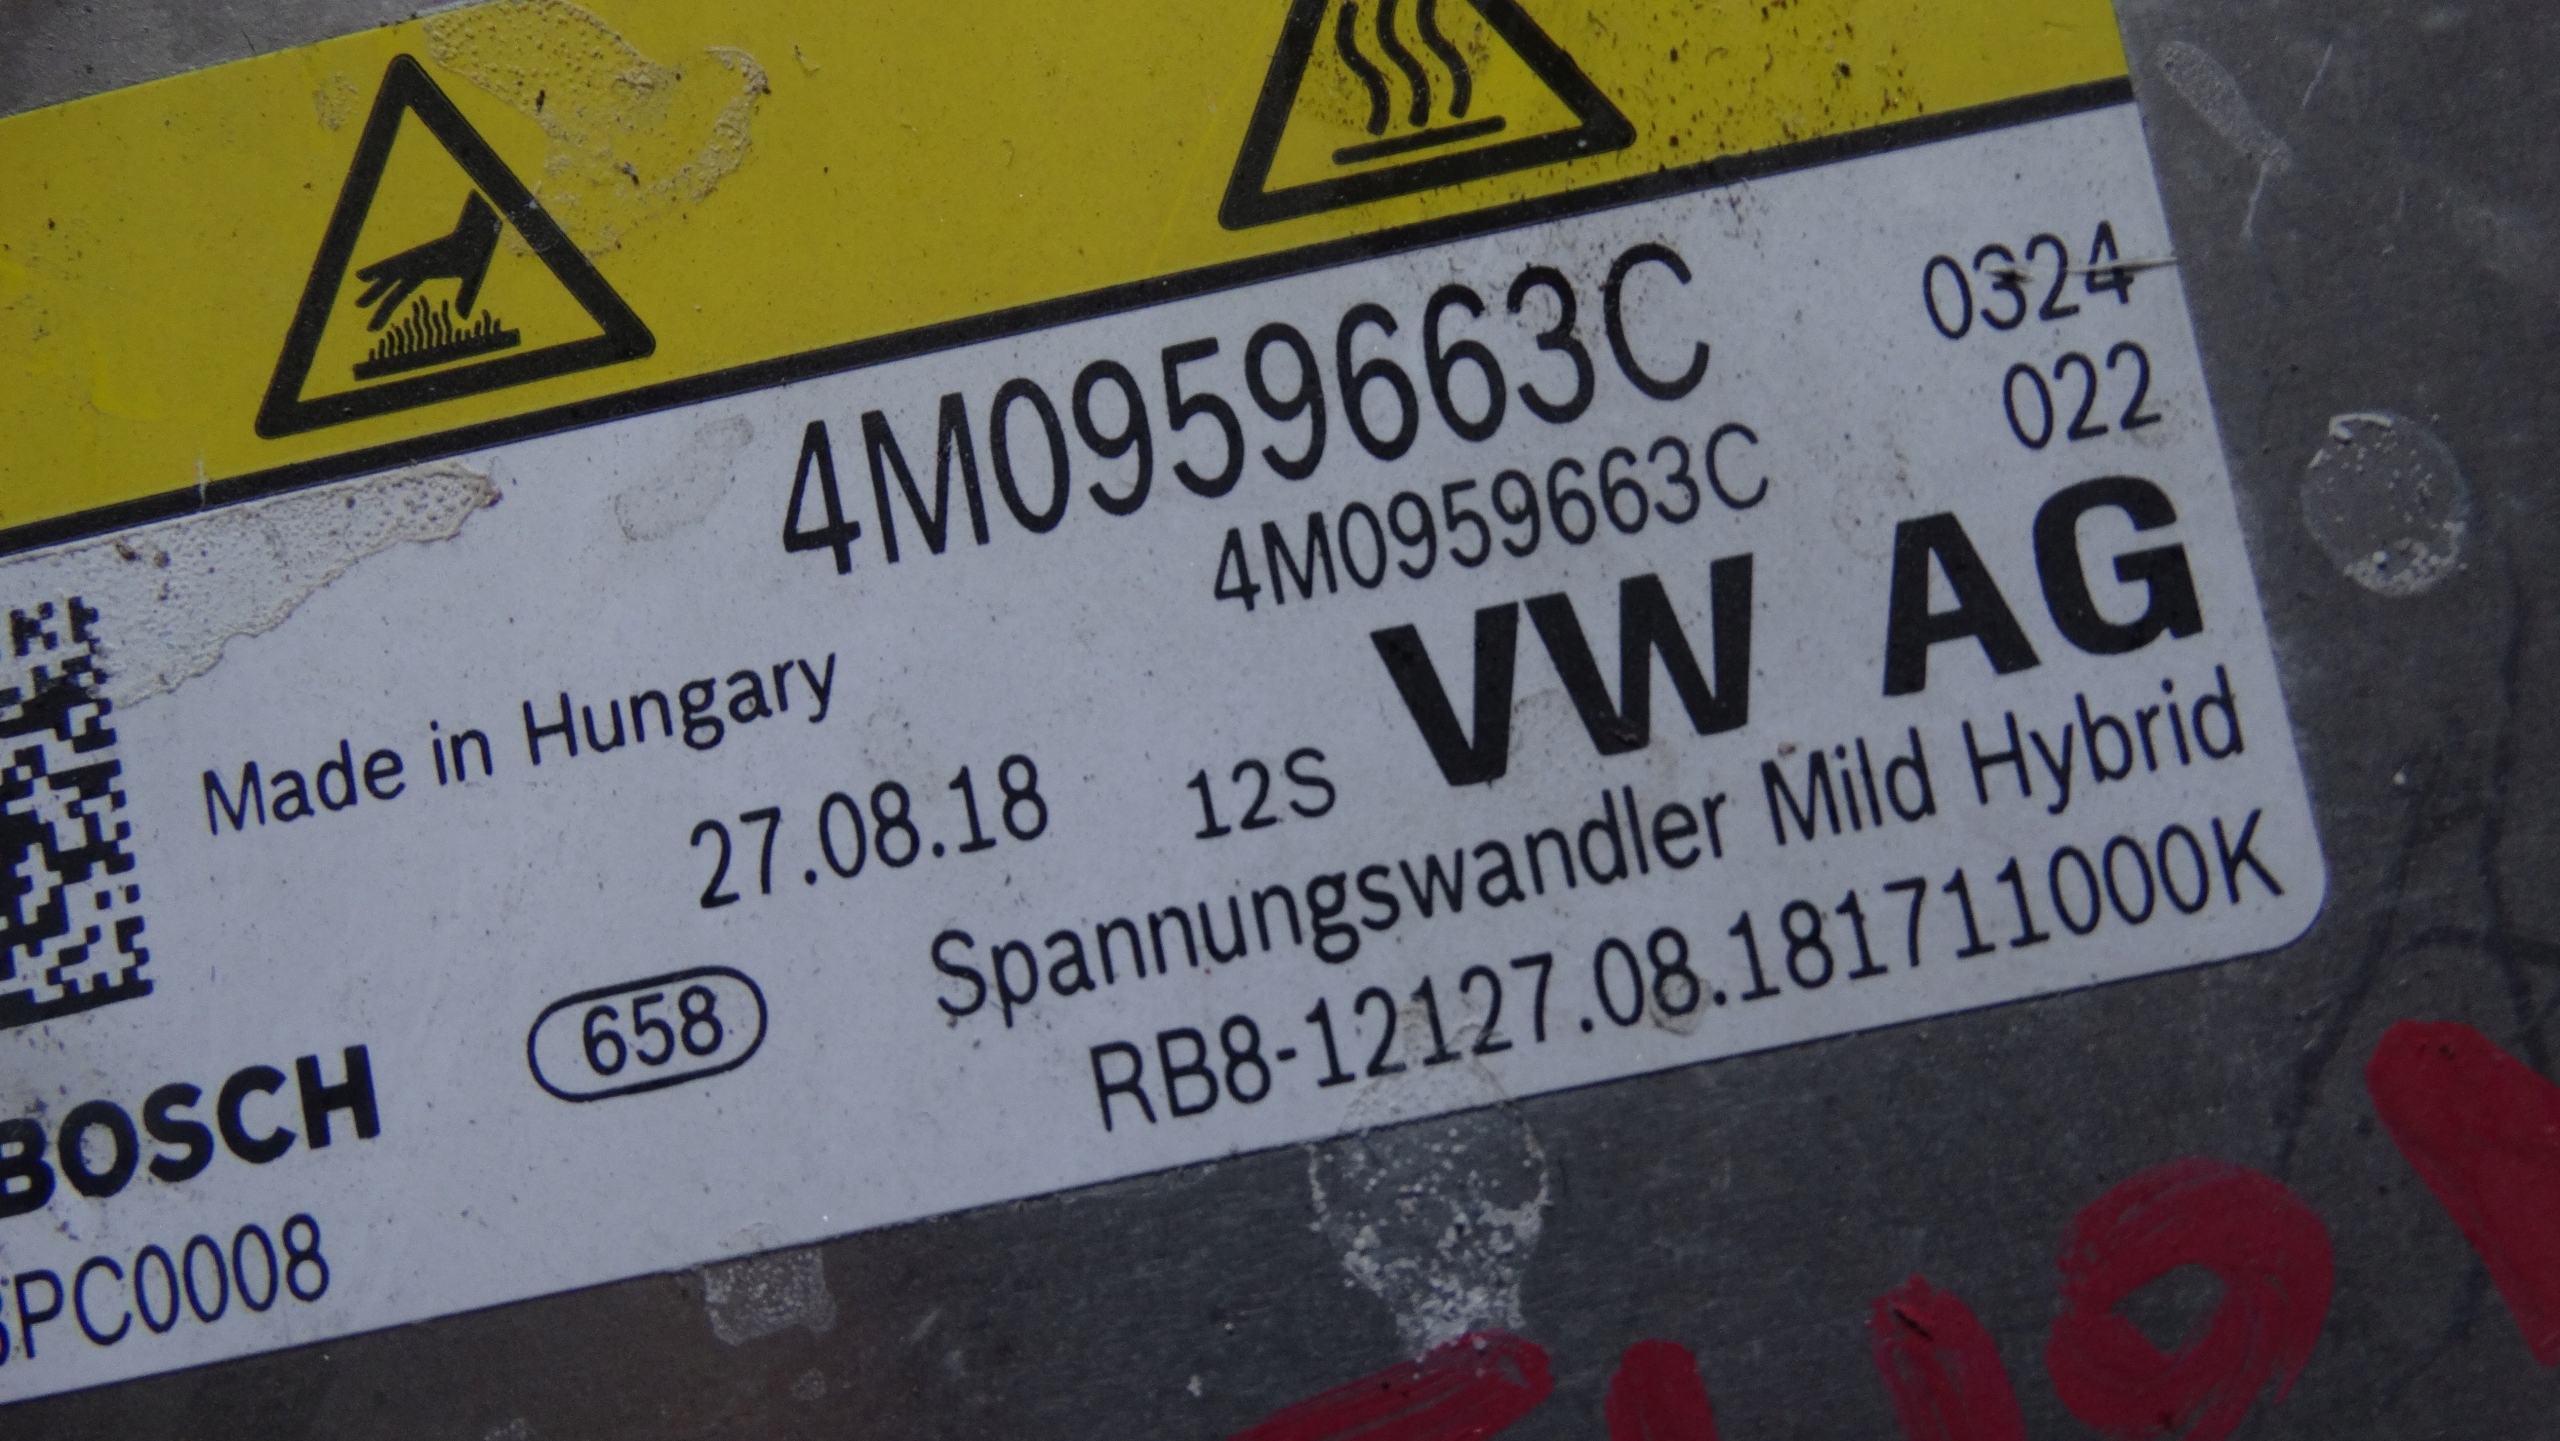 4M0959663C
0324
4M0959663C
022
VW AG
Made in Hungary
27.08.18 12S
Spannungswandler Mild Hybrid
RB8-12127.08.181711000K
BOSCH
658
PC0008